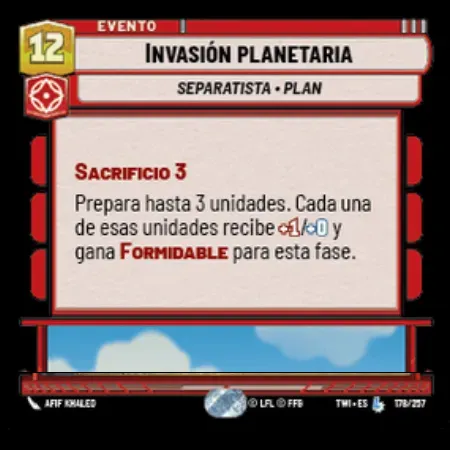 EVENTO
12
INVASIÓN PLANETARIA
SEPARATISTA • PLAN
SACRIFICIO 3
Prepara hasta 3 unidades. Cada una
de esas unidades recibe +1/+0 y
gana FORMIDABLE para esta fase.
AFIF KHALED
© LFL © FFG
TWI • ES
178/257